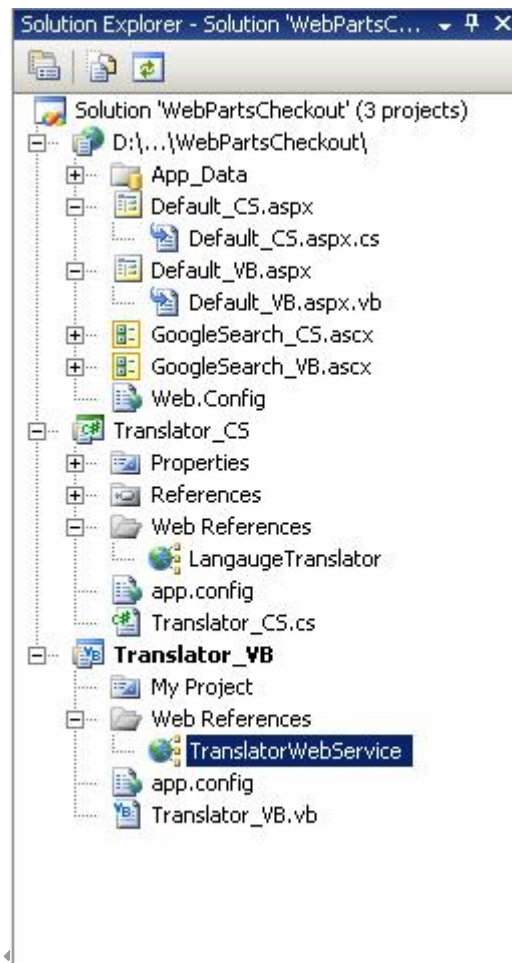 Solution Explorer - Solution 'WebPartsC...
Solution 'WebPartsCheckout' (3 projects)
D:\...\WebPartsCheckout\
App_Data
Default_CS.aspx
Default_CS.aspx.cs
Default_VB.aspx
Default_VB.aspx.vb
GoogleSearch_CS.ascx
GoogleSearch_VB.ascx
Web.Config
Translator_CS
Properties
References
Web References
LangaugeTranslator
app.config
Translator_CS.cs
Translator_VB
My Project
Web References
TranslatorWebService
app.config
Translator_VB.vb